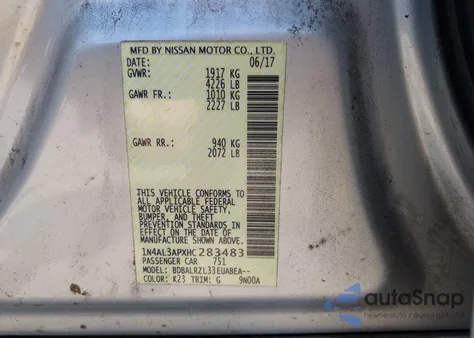 MFD BY NISSAN MOTOR CO., LTD.
DATE: 06/17
GVWR: 1917 KG
4226 LB
GAWR FR.: 1010 KG
2227 LB
GAWR RR.: 940 KG
2072 LB
THIS VEHICLE CONFORMS TO
ALL APPLICABLE FEDERAL
MOTOR VEHICLE SAFETY,
BUMPER, AND THEFT
PREVENTION STANDARDS
IN EFFECT ON THE DATE OF
MANUFACTURE SHOWN ABOVE.
1N4AL3APXHC283483
PASSENGER CAR 751
MODEL: BDBALRZL33EUABEA--
COLOR: K23 TRIM: G 9N00A
autoSnap